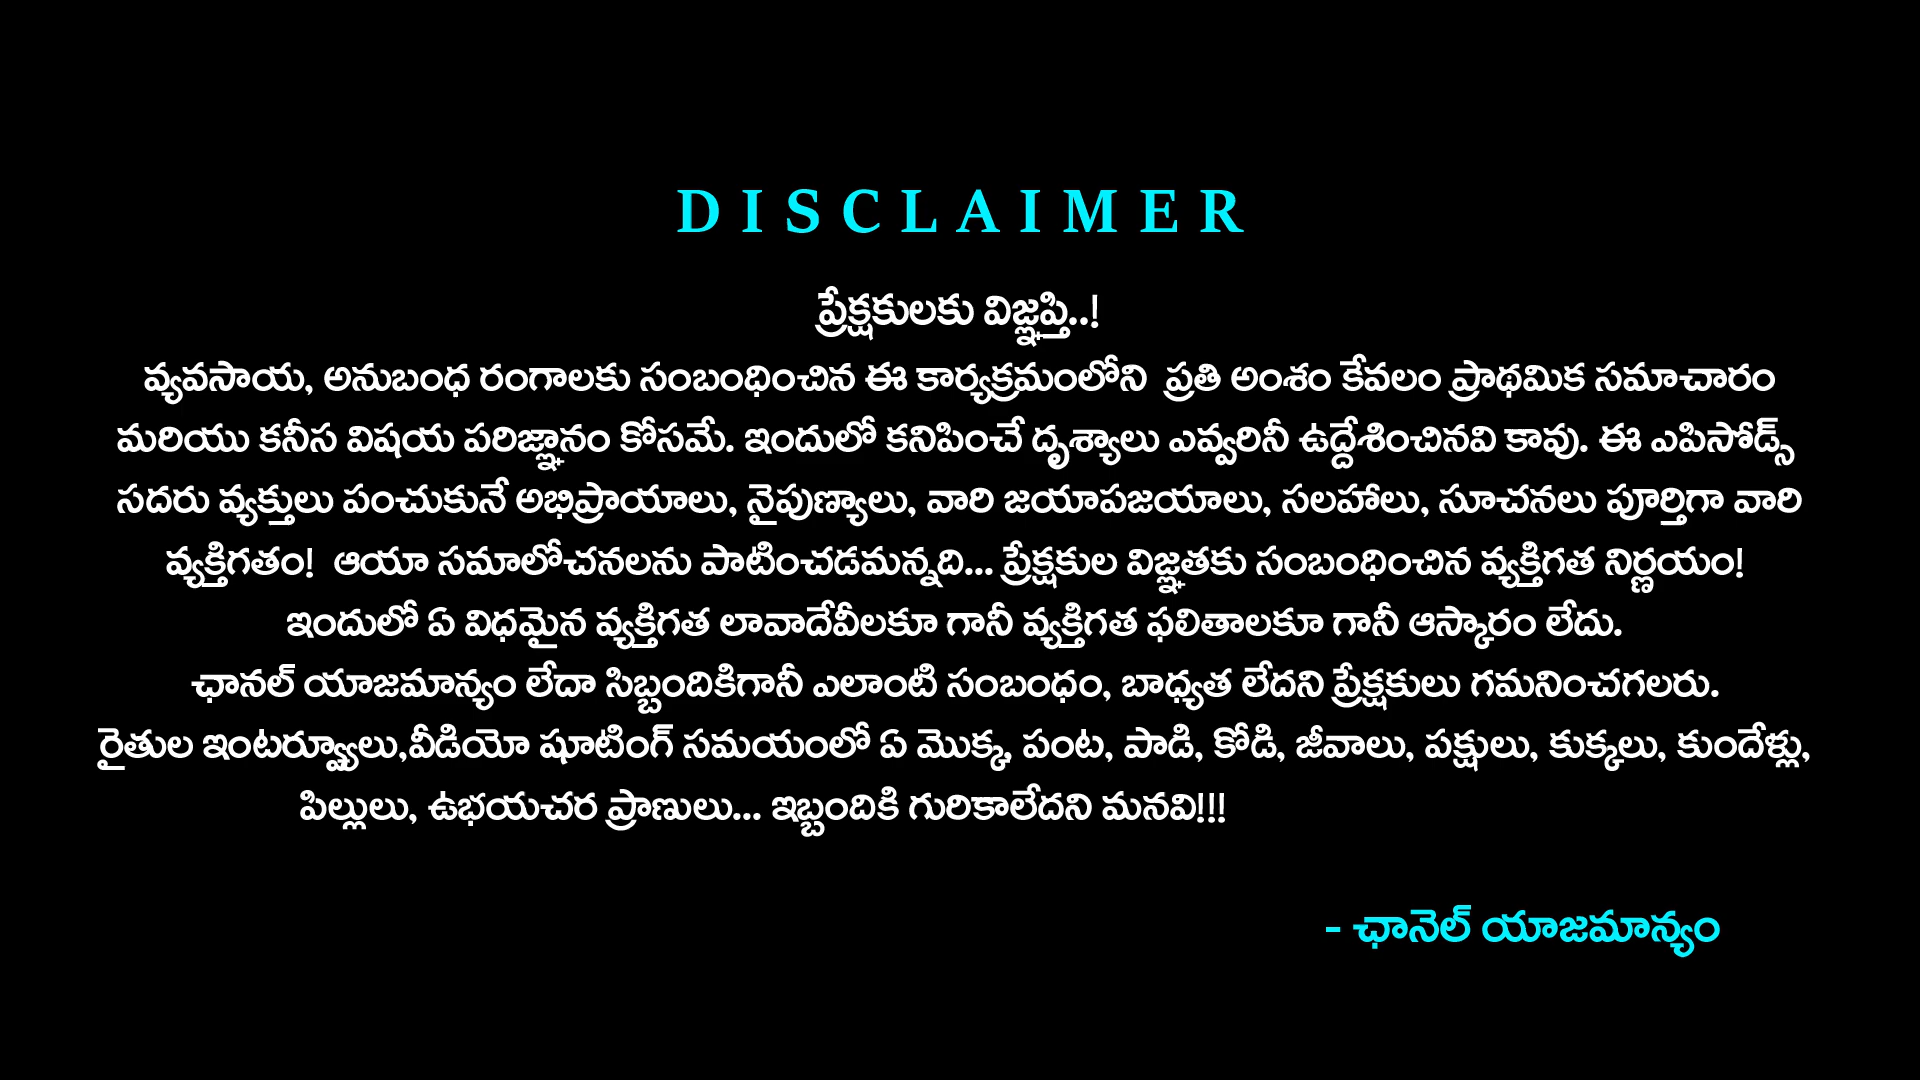 DISCLAIMER
ప్రేక్షకులకు విజ్ఞప్తి..!
వ్యవసాయ, అనుబంధ రంగాలకు సంబంధించిన ఈ కార్యక్రమంలోని ప్రతి అంశం కేవలం ప్రాథమిక సమాచారం
మరియు కనీస విషయ పరిజ్ఞానం కోసమే. ఇందులో కనిపించే దృశ్యాలు ఎవ్వరినీ ఉద్దేశించినవి కావు. ఈ ఎపిసోడ్స్
సదరు వ్యక్తులు పంచుకునే అభిప్రాయాలు, నైపుణ్యాలు, వారి జయాపజయాలు, సలహాలు, సూచనలు పూర్తిగా వారి
వ్యక్తిగతం! ఆయా సమాలోచనలను పాటించడమన్నది... ప్రేక్షకుల విజ్ఞతకు సంబంధించిన వ్యక్తిగత నిర్ణయం!
ఇందులో ఏ విధమైన వ్యక్తిగత లావాదేవీలకూ గానీ వ్యక్తిగత ఫలితాలకూ గానీ ఆస్కారం లేదు.
ఛానల్ యాజమాన్యం లేదా సిబ్బందికిగానీ ఎలాంటి సంబంధం, బాధ్యత లేదని ప్రేక్షకులు గమనించగలరు.
రైతుల ఇంటర్వ్యూలు,వీడియో షూటింగ్ సమయంలో ఏ మొక్క, పంట, పాడి, కోడి, జీవాలు, పక్షులు, కుక్కలు, కుందేళ్లు,
పిల్లులు, ఉభయచర ప్రాణులు... ఇబ్బందికి గురికాలేదని మనవి!!!
- ఛానెల్ యాజమాన్యం